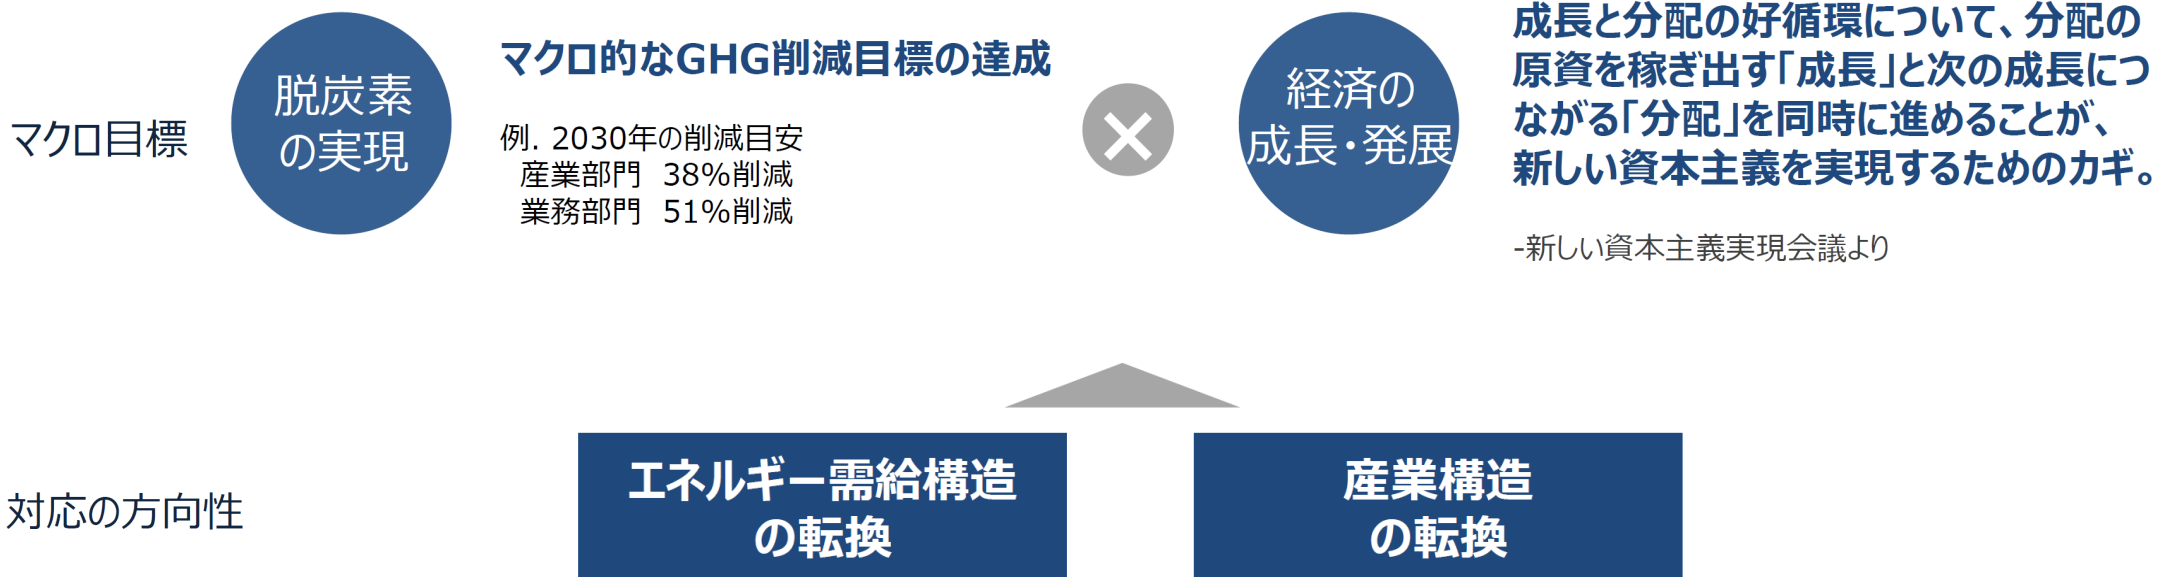 マクロ目標
脱炭素
の実現
マクロ的なGHG削減目標の達成
例. 2030年の削減目安
産業部門 38%削減
業務部門 51%削減
×
経済の
成長・発展
成長と分配の好循環について、分配の
原資を稼ぎ出す「成長」と次の成長につ
ながる「分配」を同時に進めることが、
新しい資本主義を実現するためのカギ。
-新しい資本主義実現会議より
対応の方向性
エネルギー需給構造
の転換
産業構造
の転換